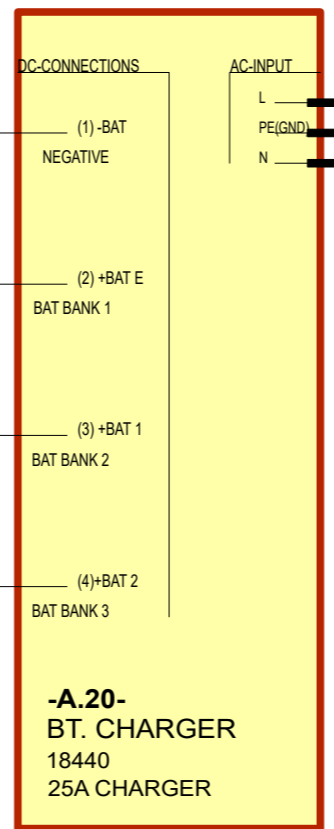 DC-CONNECTIONS AC-INPUT
L
(1) -BAT PE(GND)
NEGATIVE N
(2) +BAT E
BAT BANK 1
(3) +BAT 1
BAT BANK 2
(4)+BAT 2
BAT BANK 3
-A.20-
BT. CHARGER
18440
25A CHARGER